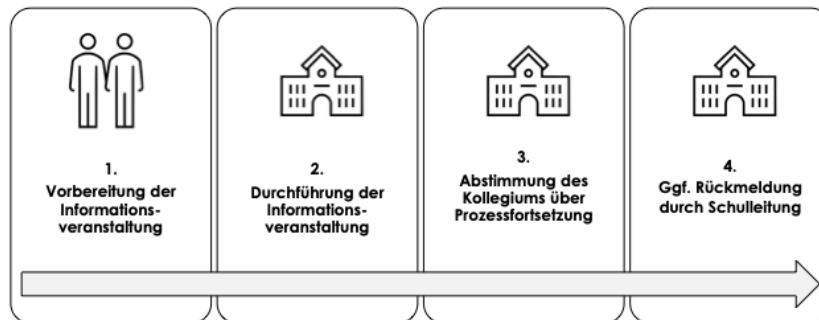 1.
Vorbereitung der
Informations-
veranstaltung
2.
Durchführung der
Informations-
veranstaltung
3.
Abstimmung des
Kollegiums über
Prozessfortsetzung
4.
Ggf. Rückmeldung
durch Schulleitung